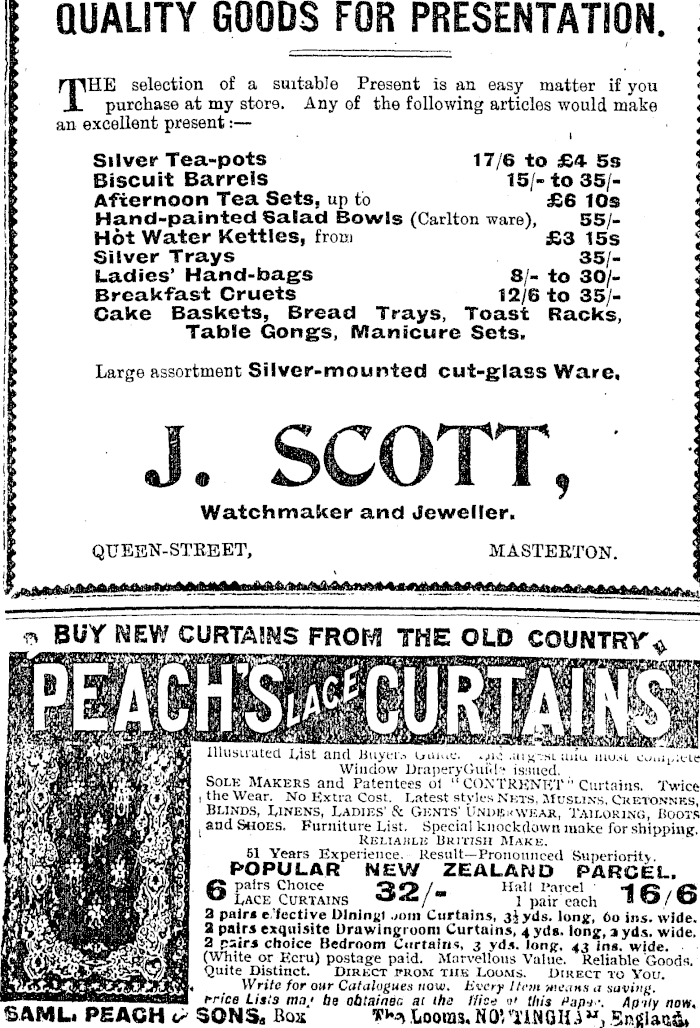 QUALITY GOODS FOR PRESENTATION.
THE selection of a suitable Present is an easy matter if you
purchase at my store. Any of the following articles would make
an excellent present:—
Silver Tea-pots 17/6 to £4 5s
Biscuit Barrels 15/- to 35/-
Afternoon Tea Sets, up to £6 10s
Hand-painted Salad Bowls (Carlton ware), 55/-
Hot Water Kettles, from £3 15s
Silver Trays 35/-
Ladies' Hand-bags 8/- to 30/-
Breakfast Cruets 12/6 to 35/-
Cake Baskets, Bread Trays, Toast Racks,
Table Gongs, Manicure Sets.
Large assortment Silver-mounted cut-glass Ware.
J. SCOTT,
Watchmaker and Jeweller.
QUEEN-STREET, MASTERTON.
BUY NEW CURTAINS FROM THE OLD COUNTRY
PEACH'S LACE CURTAINS
Illustrated List and Buyers Guide. The largest and most complete
Window Drapery Guide issued.
SOLE MAKERS and Patentees of "CONTRENET" Curtains. Twice
the Wear. No Extra Cost. Latest styles NETS, MUSLINS, CRETONNES,
BLINDS, LINENS, LADIES' & GENTS' UNDERWEAR, TAILORING, BOOTS
and SHOES. Furniture List. Special knockdown make for shipping.
RELIABLE BRITISH MAKE.
51 Years Experience. Result—Pronounced Superiority.
POPULAR NEW ZEALAND PARCEL.
6 pairs Choice LACE CURTAINS 32/- Half Parcel 1 pair each 16/6
2 pairs effective Diningroom Curtains, 3½ yds. long, 60 ins. wide.
2 pairs exquisite Drawingroom Curtains, 4 yds. long, 2 yds. wide.
2 pairs choice Bedroom Curtains, 3 yds. long, 43 ins. wide.
(White or Ecru) postage paid. Marvellous Value. Reliable Goods.
Quite Distinct. DIRECT FROM THE LOOMS. DIRECT TO YOU.
Write for our Catalogues now. Every Item means a saving.
Price Lists may be obtained at the Office of this Paper. Apply now.
SAML. PEACH & SONS, Box The Looms, NOTTINGHAM, England.